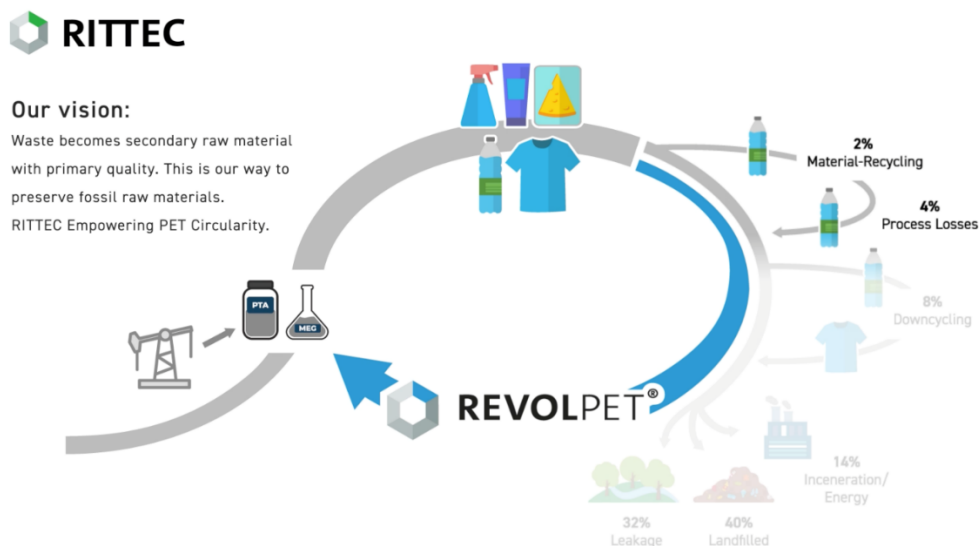 RITTEC
Our vision:
Waste becomes secondary raw material
with primary quality. This is our way to
preserve fossil raw materials.
RITTEC Empowering PET Circularity.
2%
Material-Recycling
4%
Process Losses
8%
Downcycling
PTA
MEG
REVOLPET®
14%
Inceneration/
Energy
32%
Leakage
40%
Landfilled